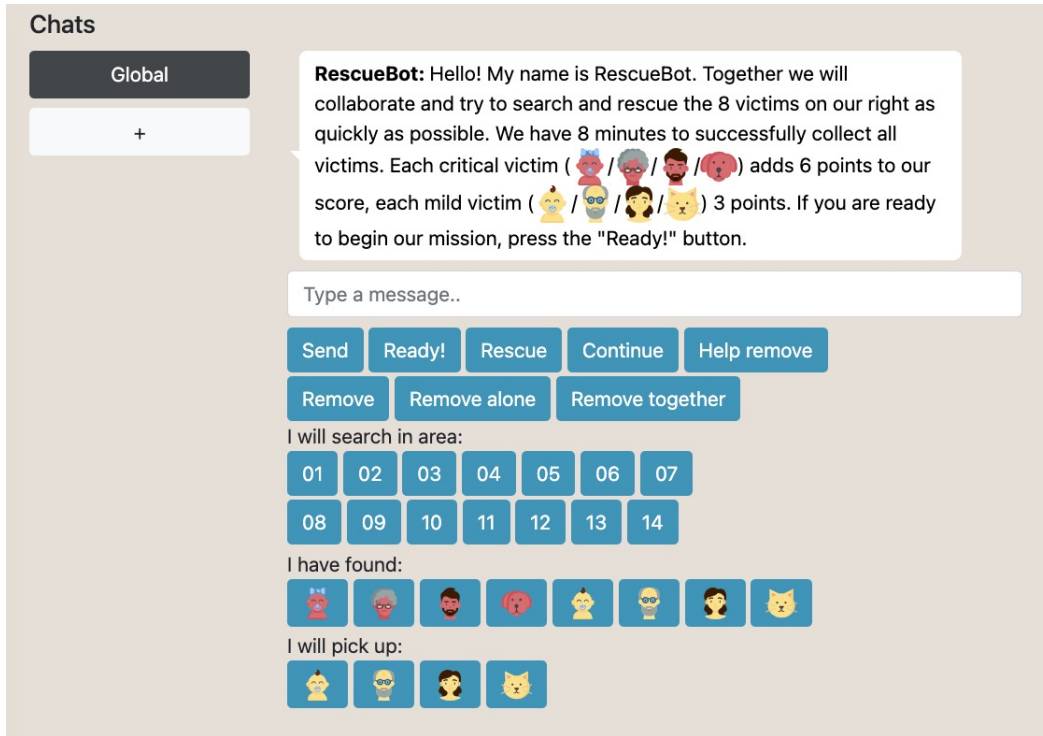 Chats
Global
+
RescueBot: Hello! My name is RescueBot. Together we will
collaborate and try to search and rescue the 8 victims on our right as
quickly as possible. We have 8 minutes to successfully collect all
victims. Each critical victim ( / / / ) adds 6 points to our
score, each mild victim ( / / / ) 3 points. If you are ready
to begin our mission, press the "Ready!" button.
Type a message..
Send Ready! Rescue Continue Help remove
Remove Remove alone Remove together
I will search in area:
01 02 03 04 05 06 07
08 09 10 11 12 13 14
I have found:
I will pick up: